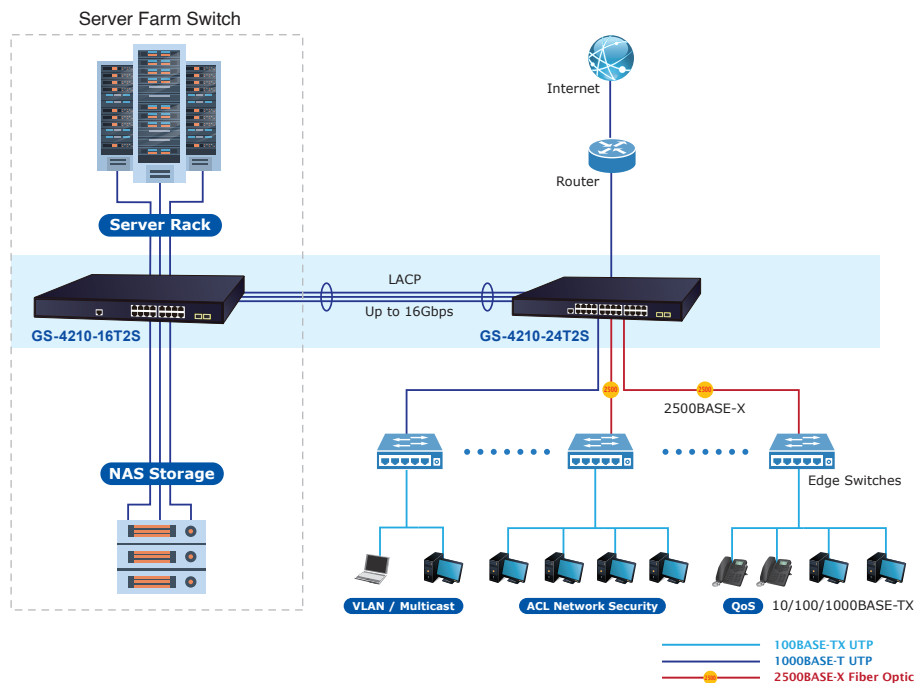 Server Farm Switch
Internet
Router
Server Rack
LACP
Up to 16Gbps
GS-4210-16T2S
GS-4210-24T2S
2500
2500
2500BASE-X
NAS Storage
Edge Switches
VLAN / Multicast
ACL Network Security
QoS
10/100/1000BASE-TX
100BASE-TX UTP
1000BASE-T UTP
2500
2500BASE-X Fiber Optic